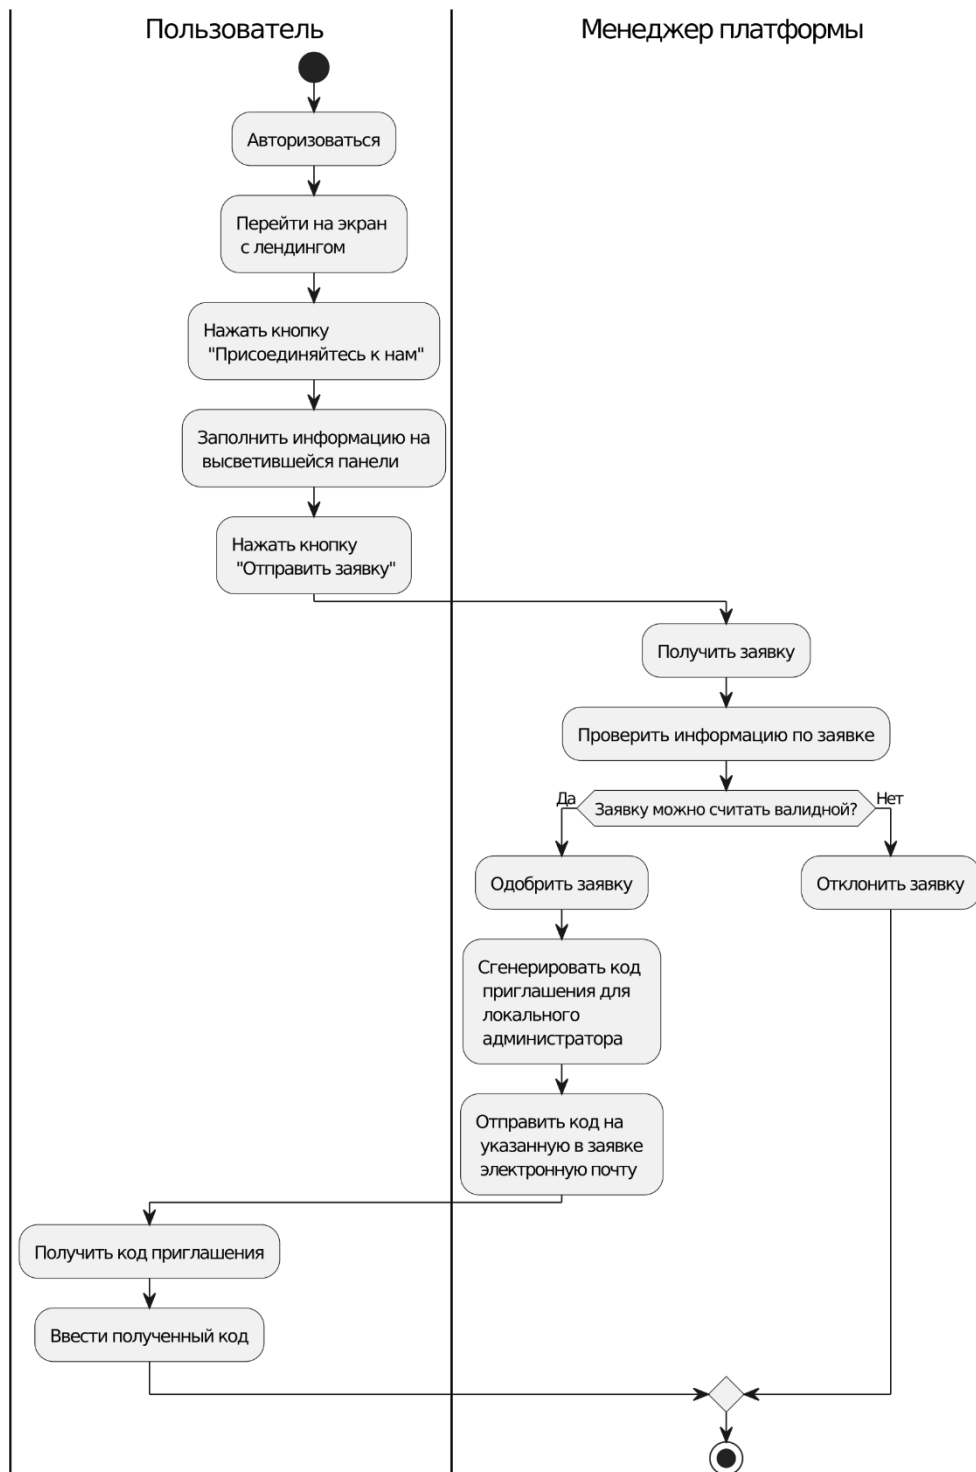 Пользователь
Менеджер платформы
Авторизоваться
Перейти на экран
с лендингом
Нажать кнопку
"Присоединяйтесь к нам"
Заполнить информацию на
высветившейся панели
Нажать кнопку
"Отправить заявку"
Получить заявку
Проверить информацию по заявке
Заявку можно считать валидной?
Да
Нет
Одобрить заявку
Отклонить заявку
Сгенерировать код
приглашения для
локального
администратора
Отправить код на
указанную в заявке
электронную почту
Получить код приглашения
Ввести полученный код